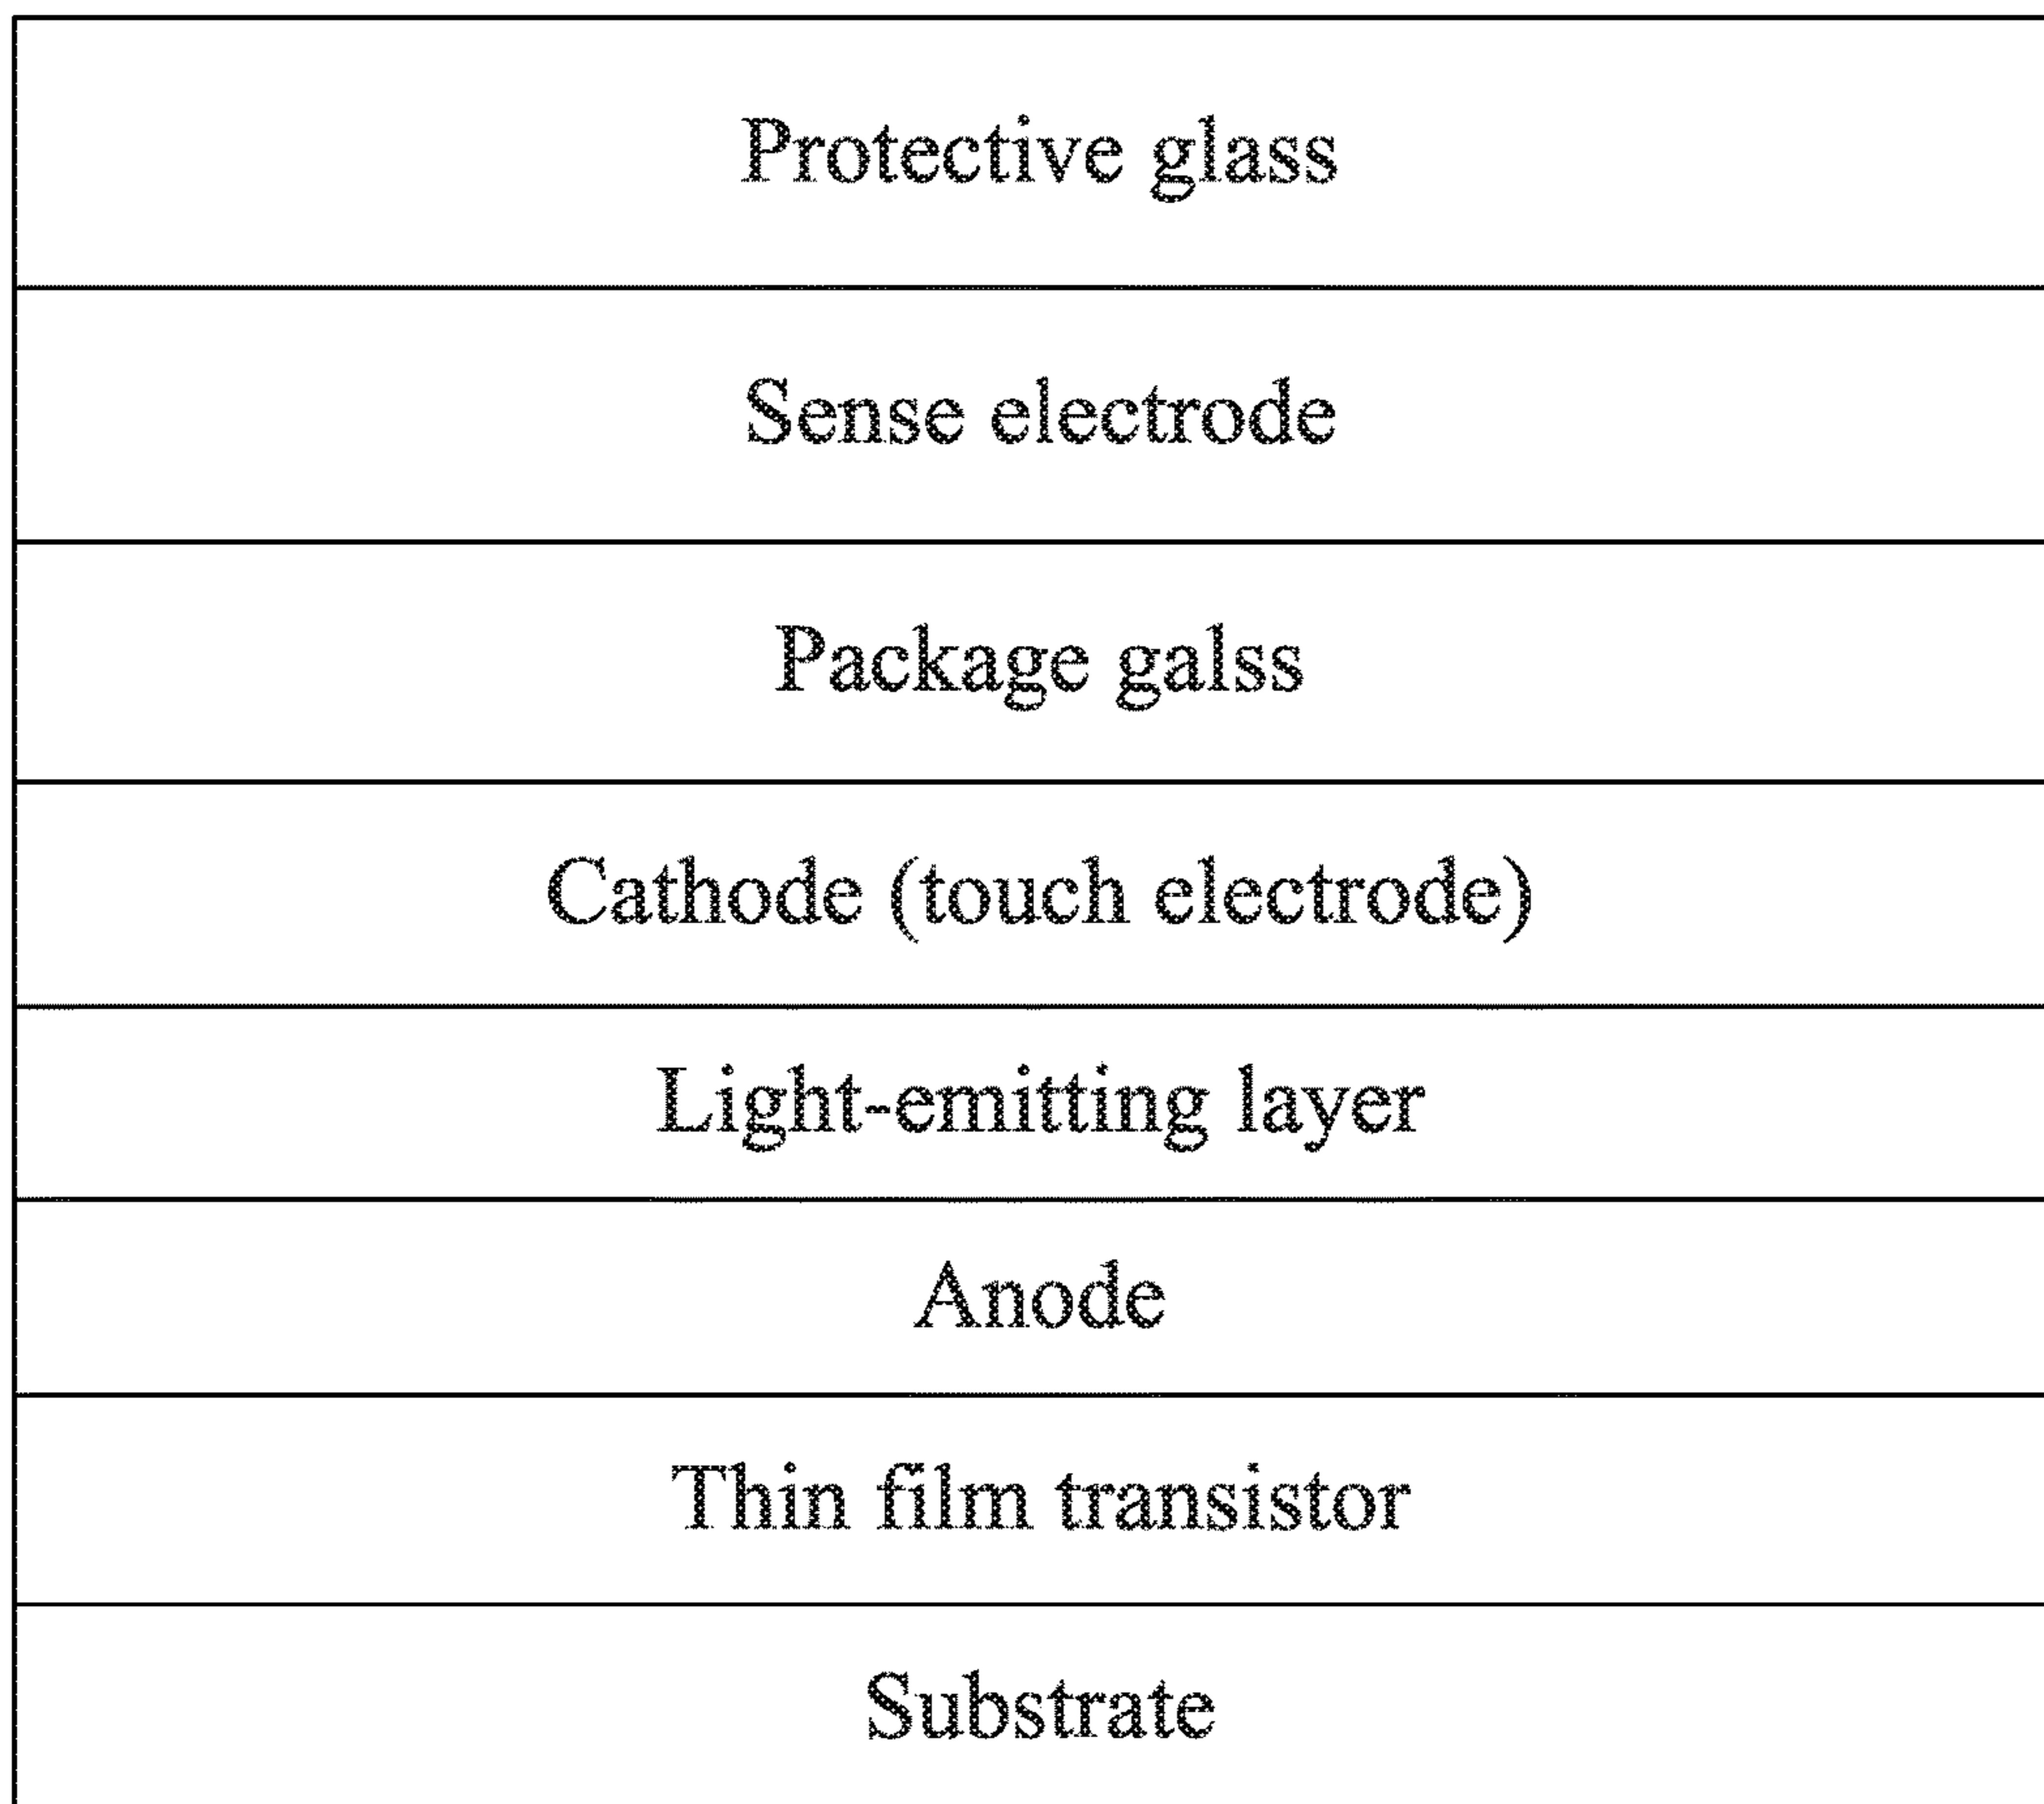 Protective glass
Sense electrode
Package galss
Cathode (touch electrode)
Light-emitting layer
Anode
Thin film transistor
Substrate